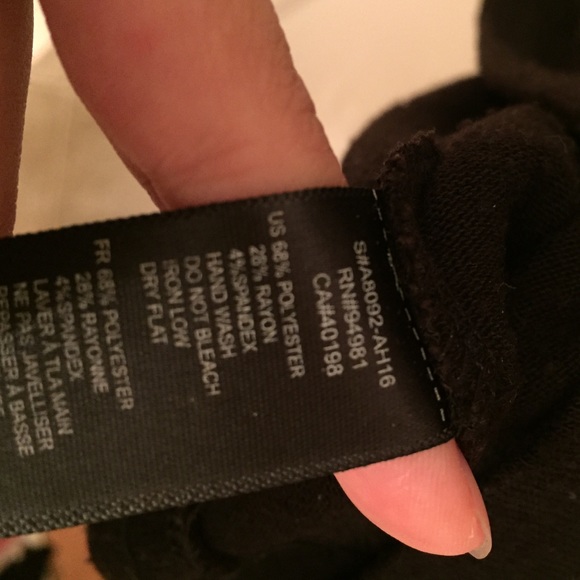 S#A8092-AH16
RN#94981
CA#40198
US 68% POLYESTER
28% RAYON
4%SPANDEX
HAND WASH
DO NOT BLEACH
IRON LOW
DRY FLAT
FR 68% POLYESTER
28% RAYONNE
4%SPANDEX
LAVER À TLA MAIN
NE PAS JAVELLISER
REPASSER À BASSE